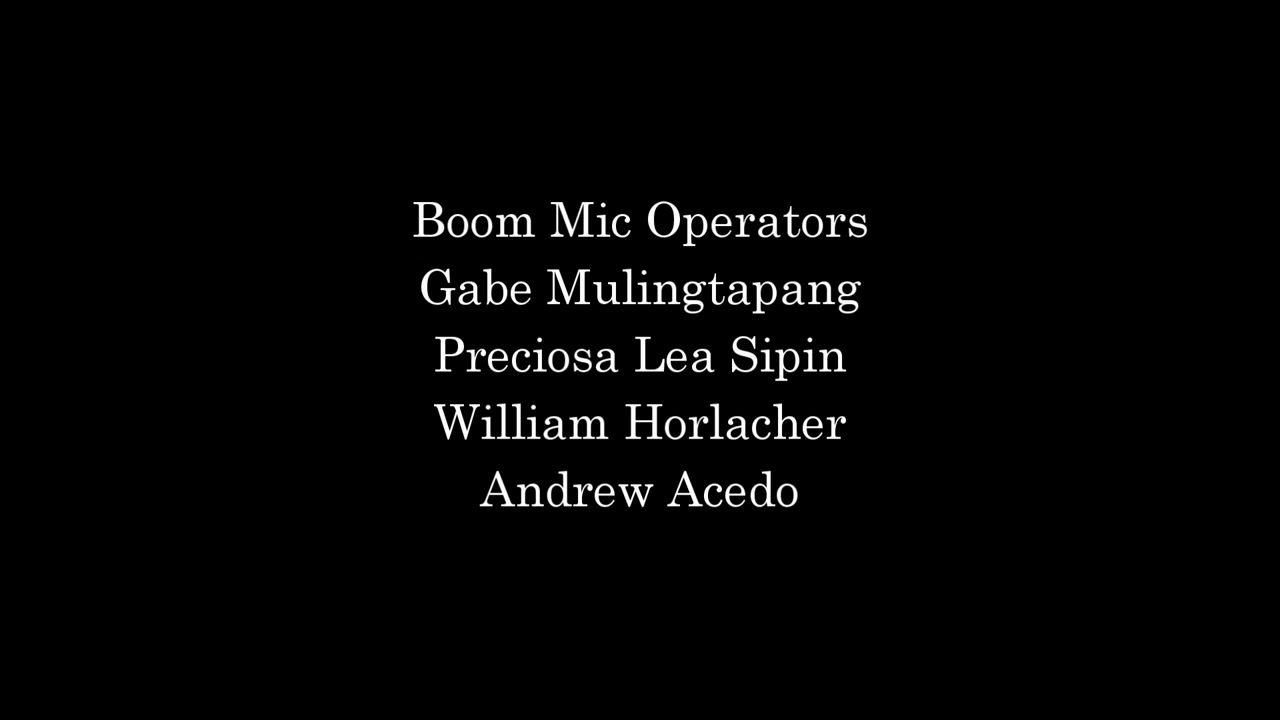 Boom Mic Operators
Gabe Mulingtapang
Preciosa Lea Sipin
William Horlacher
Andrew Acedo